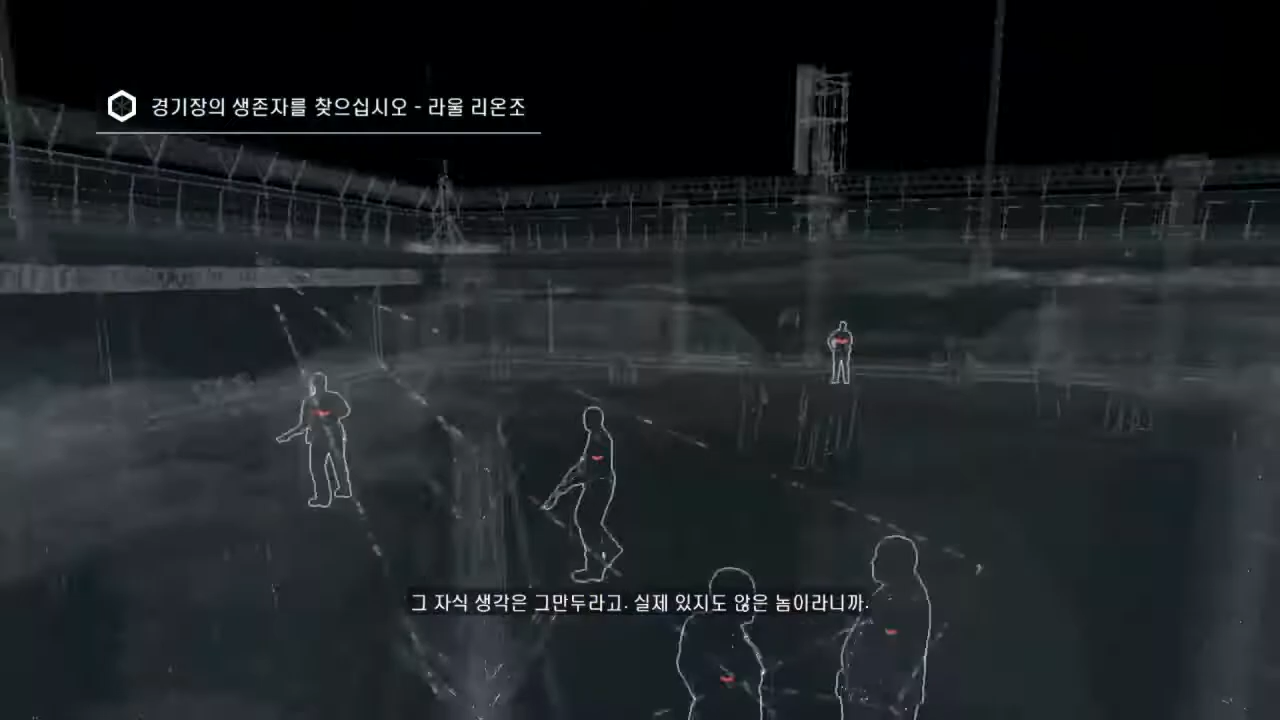 경기장의 생존자를 찾으십시오 - 라울 리온조
그 자식 생각은 그만두라고. 실제 있지도 않은 놈이라니까.